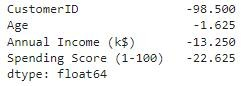 CustomerID -98.500
Age -1.625
Annual Income (k$) -13.250
Spending Score (1-100) -22.625
dtype: float64